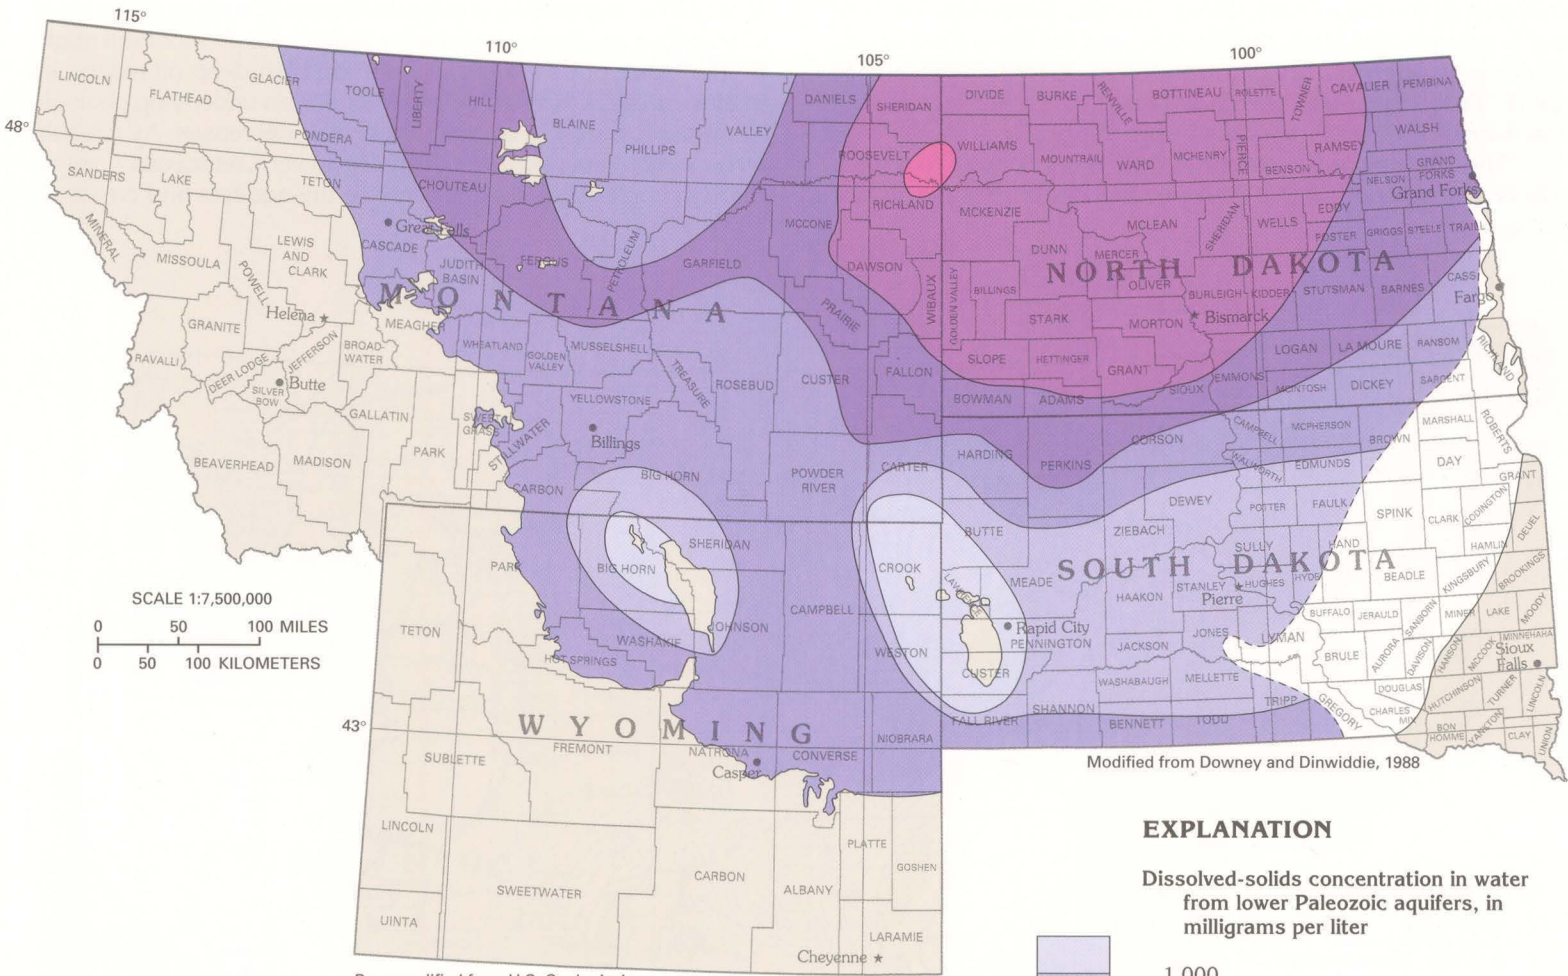 115°
110°
105°
100°
48°
43°
LINCOLN
FLATHEAD
GLACIER
TOOLE
LIBERTY
HILL
BLAINE
PHILLIPS
VALLEY
DANIELS
SHERIDAN
ROOSEVELT
PONDERA
TETON
CHOUTEAU
SANDERS
LAKE
MINERAL
MISSOULA
POWELL
LEWIS
AND
CLARK
CASCADE
Great Falls
JUDITH
BASIN
FERGUS
PETROLEUM
GARFIELD
MCCONE
RICHLAND
DAWSON
PRAIRIE
WIBAUX
MONTANA
Helena
GRANITE
RAVALLI
DEER LODGE
JEFFERSON
BROAD-
WATER
MEAGHER
WHEATLAND
GOLDEN
VALLEY
MUSSELSHELL
TREASURE
ROSEBUD
CUSTER
FALLON
SILVER
BOW
Butte
GALLATIN
PARK
SWEET
GRASS
STILLWATER
YELLOWSTONE
Billings
BEAVERHEAD
MADISON
CARBON
BIG HORN
POWDER
RIVER
CARTER
DIVIDE
BURKE
RENVILLE
BOTTINEAU
ROLETTE
TOWNER
CAVALIER
PEMBINA
WILLIAMS
MOUNTRAIL
WARD
MCHENRY
PIERCE
BENSON
RAMSEY
WALSH
NELSON
GRAND
FORKS
Grand Forks
MCKENZIE
DUNN
MCLEAN
MERCER
OLIVER
SHERIDAN
WELLS
EDDY
FOSTER
GRIGGS
STEELE
TRAILL
NORTH DAKOTA
GOLDEN VALLEY
BILLINGS
STARK
MORTON
BURLEIGH
KIDDER
STUTSMAN
BARNES
CASS
Fargo
Bismarck
SLOPE
HETTINGER
GRANT
SIOUX
EMMONS
LOGAN
LA MOURE
RANSOM
RICHLAND
BOWMAN
ADAMS
MCINTOSH
DICKEY
SARGENT
HARDING
PERKINS
CORSON
CAMPBELL
MCPHERSON
BROWN
MARSHALL
ROBERTS
WALWORTH
EDMUNDS
DAY
GRANT
BUTTE
DEWEY
ZIEBACH
POTTER
FAULK
SPINK
CLARK
CODINGTON
DEUEL
HAMLIN
MEADE
LAWRENCE
SOUTH DAKOTA
SULLY
HAND
HYDE
HUGHES
STANLEY
Pierre
HAAKON
BEADLE
KINGSBURY
BROOKINGS
BUFFALO
JERAULD
SANBORN
MINER
LAKE
MOODY
Rapid City
PENNINGTON
JACKSON
JONES
LYMAN
BRULE
AURORA
DAVISON
HANSON
MCCOOK
MINNEHAHA
Sioux
Falls
CUSTER
WASHABAUGH
MELLETTE
TRIPP
GREGORY
DOUGLAS
CHARLES
MIX
HUTCHINSON
TURNER
LINCOLN
FALL RIVER
SHANNON
BENNETT
TODD
BON
HOMME
YANKTON
CLAY
UNION
PARK
BIG HORN
SHERIDAN
CROOK
CAMPBELL
JOHNSON
WESTON
TETON
WASHAKIE
HOT SPRINGS
WYOMING
FREMONT
SUBLETTE
NATRONA
Casper
CONVERSE
NIOBRARA
LINCOLN
SWEETWATER
CARBON
ALBANY
PLATTE
GOSHEN
UINTA
LARAMIE
Cheyenne
SCALE 1:7,500,000
0 50 100 MILES
0 50 100 KILOMETERS
Modified from Downey and Dinwiddie, 1988
EXPLANATION
Dissolved-solids concentration in water
from lower Paleozoic aquifers, in
milligrams per liter
1,000